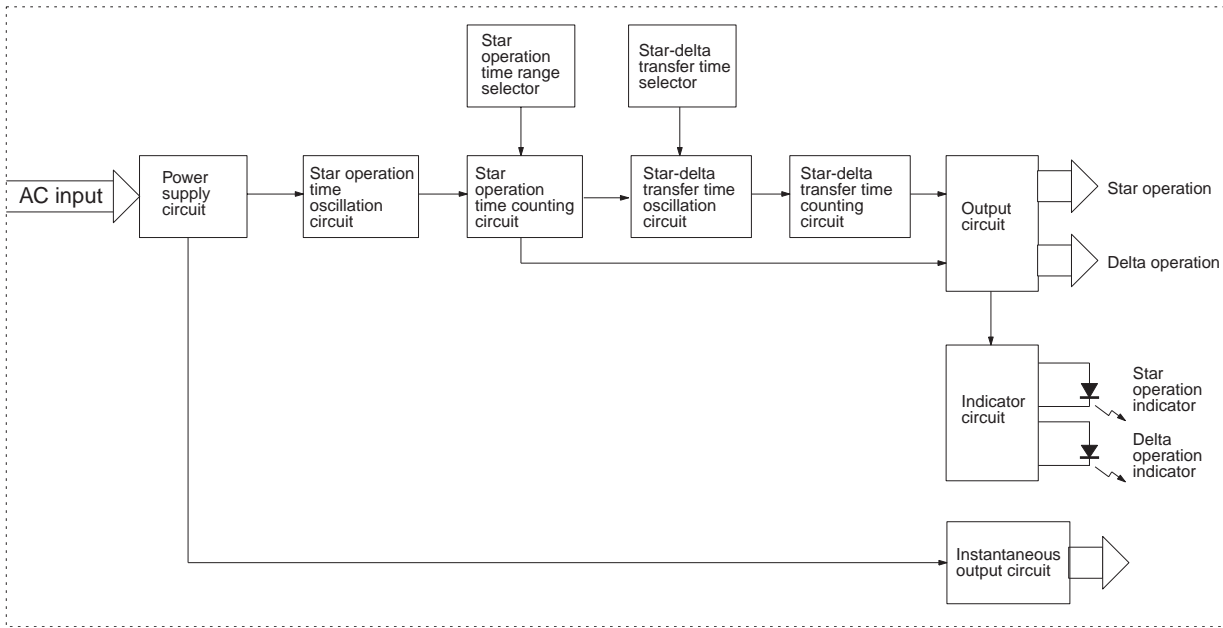 Star
operation
time range
selector
Star-delta
transfer time
selector
AC input
Power
supply
circuit
Star operation
time
oscillation circuit
Star
operation
time counting
circuit
Star-delta
transfer time
oscillation
circuit
Star-delta
transfer time
counting
circuit
Output
circuit
Star operation
Delta operation
Indicator
circuit
Star
operation
indicator
Delta
operation
indicator
Instantaneous
output circuit